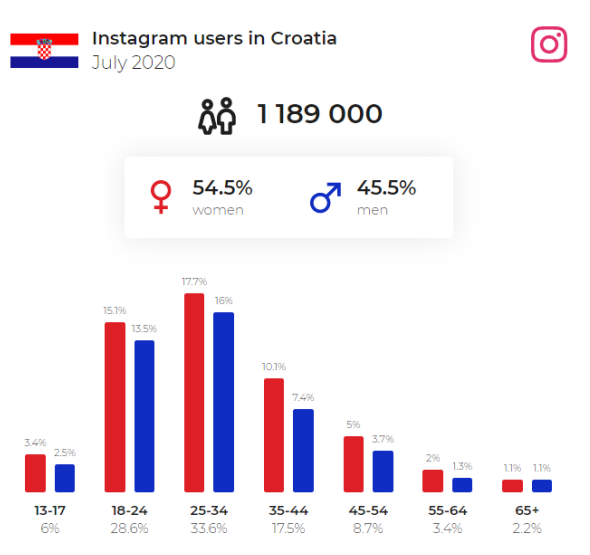 Instagram users in Croatia
July 2020
1 189 000
54.5% 45.5%
women men
17.7%
16%
15.1%
13.5%
10.1%
7.4%
5%
3.7%
3.4%
2.5%
2%
1.3%
1.1% 1.1%
13-17 18-24 25-34 35-44 45-54 55-64 65+
6% 28.6% 33.6% 17.5% 8.7% 3.4% 2.2%